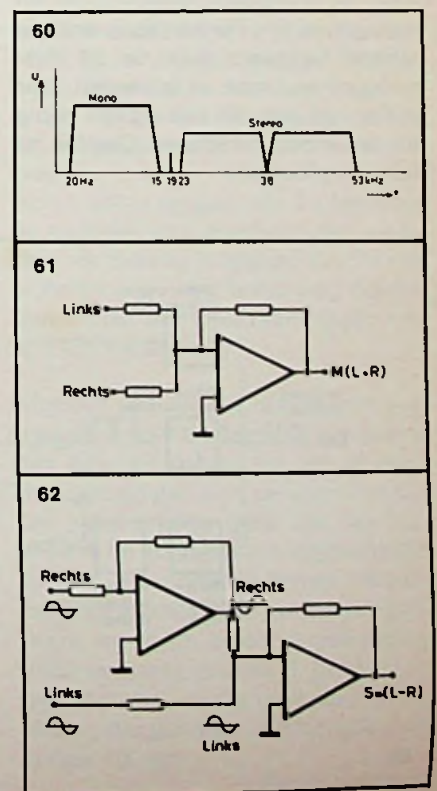 60
U
Mono
Stereo
20Hz 15 19 23 38 53kHz
61
Links
Rechts
M(L+R)
62
Rechts
Rechts
Links
Links
S=(L-R)